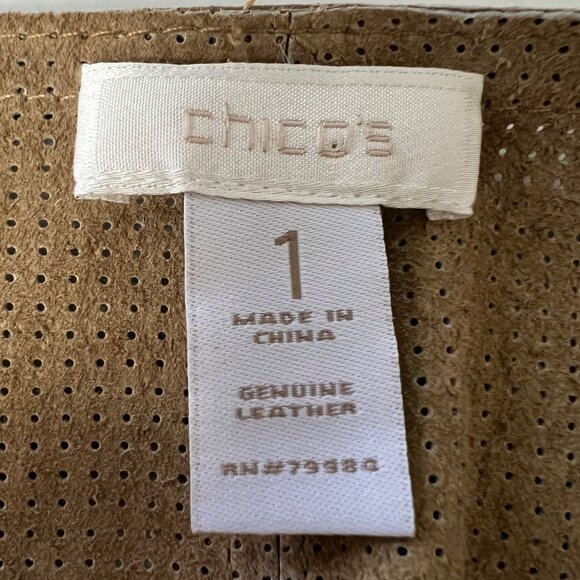 chico's
1
MADE IN
CHINA
GENUINE
LEATHER
RN#79984